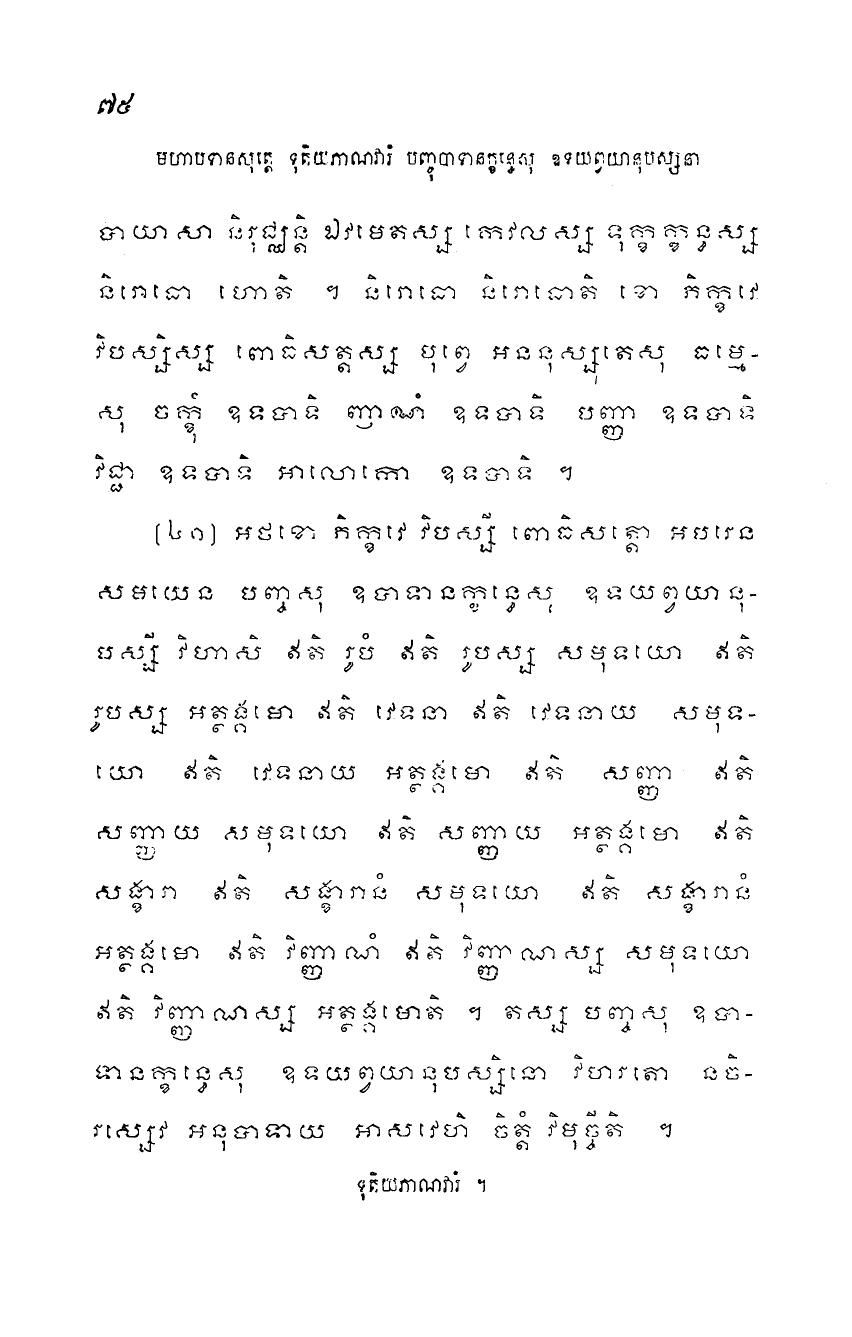 ៧៥
មហាបទានសុត្តេ ទុតិយភាណវារំ បញ្ចុបាទានក្ខន្ធេសុ ឧទយព្វយានុបស្សនា
បាយាសា និរុជ្ឈន្តិ ឯវមេតស្ស កេវលស្ស ទុក្ខក្ខន្ធស្ស
និរោធោ ហោតិ ។ និរោធោ និរោធោតិ ខោ ភិក្ខវេ
វិបស្សិស្ស ពោធិសត្តស្ស បុព្វេ អននុស្សុតេសុ ធម្មេ-
សុ ចក្ខុំ ឧទបាទិ ញាណំ ឧទបាទិ បញ្ញា ឧទបាទិ
វិជ្ជា ឧទបាទិ អាលោកោ ឧទបាទិ ។
(៤១) អថខោ ភិក្ខវេ វិបស្សី ពោធិសត្តោ អបរេន
សមយេន បញ្ចសុ ឧបាទានក្ខន្ធេសុ ឧទយព្វយានុ-
បស្សី វិហាសិ ឥតិ រូបំ ឥតិ រូបស្ស សមុទយោ ឥតិ
រូបស្ស អត្ថង្គមោ ឥតិ វេទនា ឥតិ វេទនាយ សមុទ-
យោ ឥតិ វេទនាយ អត្ថង្គមោ ឥតិ សញ្ញា ឥតិ
សញ្ញាយ សមុទយោ ឥតិ សញ្ញាយ អត្ថង្គមោ ឥតិ
សង្ខារា ឥតិ សង្ខារានំ សមុទយោ ឥតិ សង្ខារានំ
អត្ថង្គមោ ឥតិ វិញ្ញាណំ ឥតិ វិញ្ញាណស្ស សមុទយោ
ឥតិ វិញ្ញាណស្ស អត្ថង្គមោតិ ។ តស្ស បញ្ចសុ ឧបា-
ទានក្ខន្ធេសុ ឧទយព្វយានុបស្សិនោ វិហរតោ នចិ-
រស្សេវ អនុបាទាយ អាសវេហិ ចិត្តំ វិមុច្ចីតិ ។
ទុតិយភាណវារំ ។